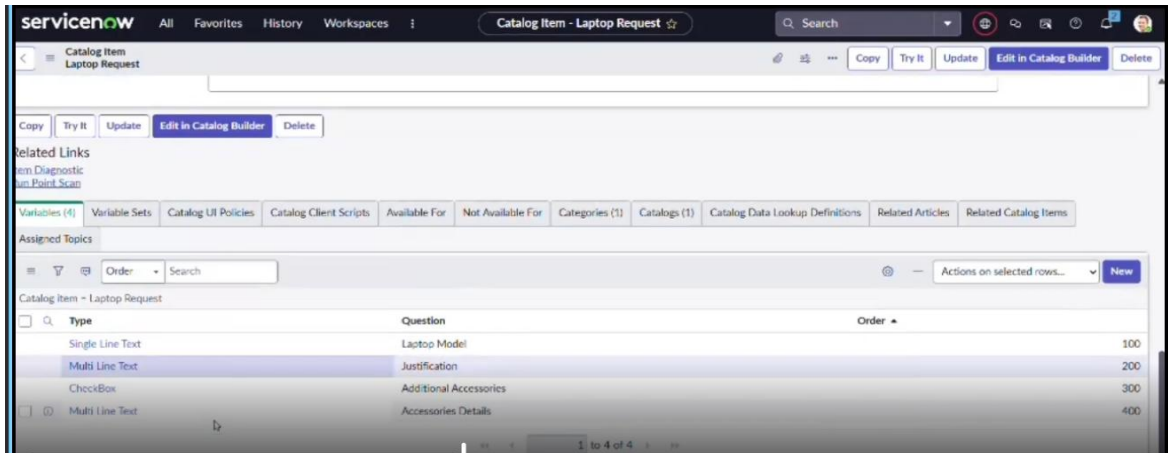 servicenow All Favorites History Workspaces Catalog Item - Laptop Request Search 2
Catalog Item
Laptop Request
Copy Try It Update Edit in Catalog Builder Delete
Copy Try It Update Edit in Catalog Builder Delete
Related Links
tem Diagnostic
Run Point Scan
Variables (4) Variable Sets Catalog UI Policies Catalog Client Scripts Available For Not Available For Categories (1) Catalogs (1) Catalog Data Lookup Definitions Related Articles Related Catalog Items
Assigned Topics
Order Search Actions on selected rows... New
Catalog Item = Laptop Request
Type Question Order
Single Line Text Laptop Model 100
Multi Line Text Justification 200
CheckBox Additional Accessories 300
Multi Line Text Accessories Details 400
1 to 4 of 4